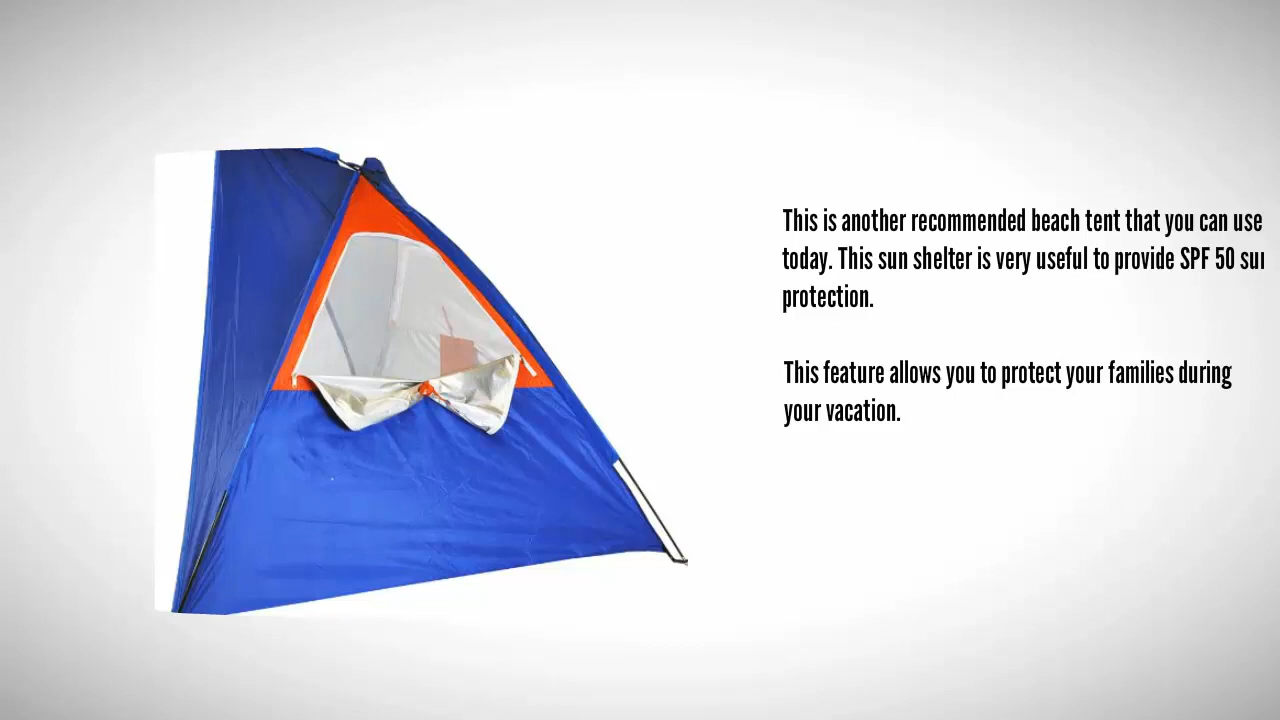 This is another recommended beach tent that you can use
today. This sun shelter is very useful to provide SPF 50 sun
protection.
This feature allows you to protect your families during
your vacation.